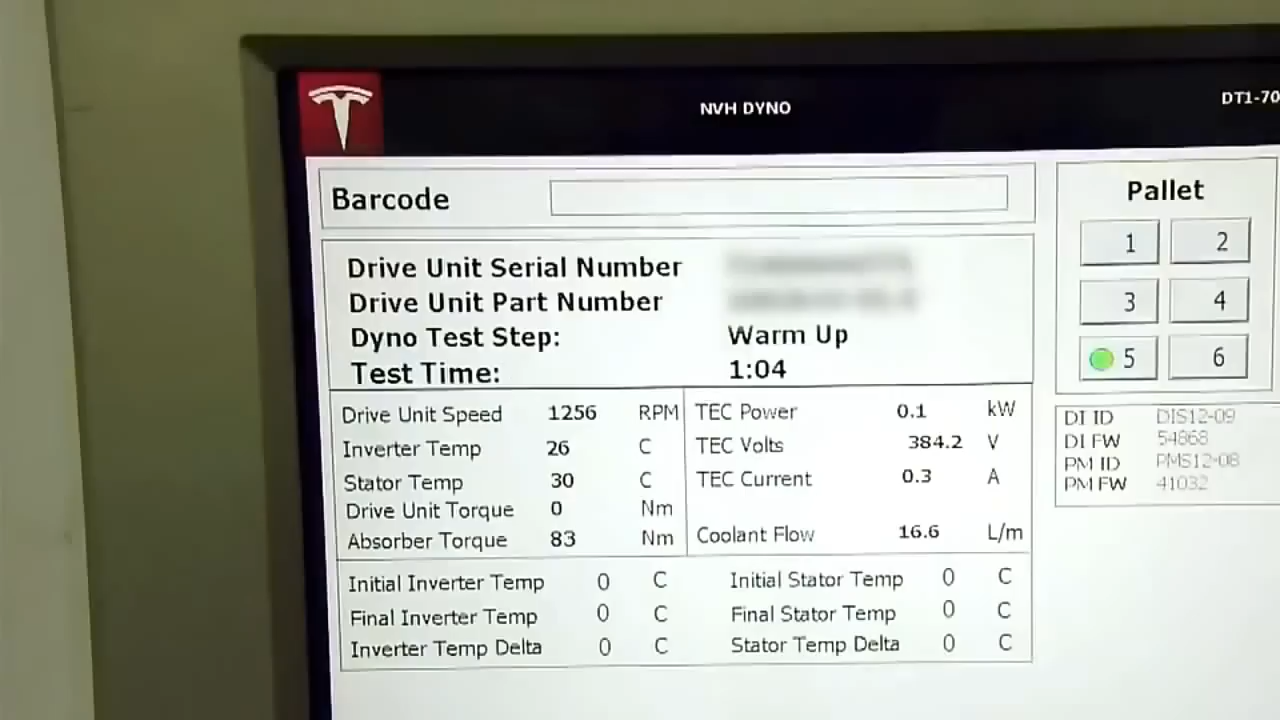 NVH DYNO
DT1-70
Barcode
Pallet
1 2
3 4
5 6
Drive Unit Serial Number
Drive Unit Part Number
Dyno Test Step: Warm Up
Test Time: 1:04
Drive Unit Speed 1256 RPM TEC Power 0.1 kW
Inverter Temp 26 C TEC Volts 384.2 V
Stator Temp 30 C TEC Current 0.3 A
Drive Unit Torque 0 Nm
Absorber Torque 83 Nm Coolant Flow 16.6 L/m
DI ID DIS12-09
DI FW 54868
PM ID PMS12-08
PM FW 41032
Initial Inverter Temp 0 C Initial Stator Temp 0 C
Final Inverter Temp 0 C Final Stator Temp 0 C
Inverter Temp Delta 0 C Stator Temp Delta 0 C